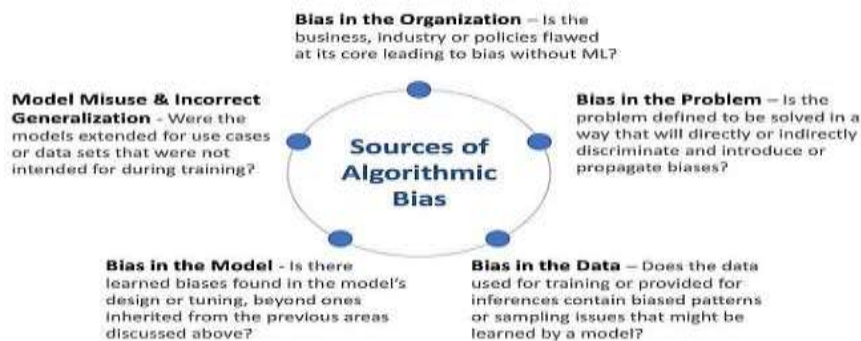 Bias in the Organization – Is the
business, industry or policies flawed
at its core leading to bias without ML?
Model Misuse & Incorrect
Generalization - Were the
models extended for use cases
or data sets that were not
intended for during training?
Bias in the Problem – Is the
problem defined to be solved in a
way that will directly or indirectly
discriminate and introduce or
propagate biases?
Sources of
Algorithmic
Bias
Bias in the Model - Is there
learned biases found in the model's
design or tuning, beyond ones
inherited from the previous areas
discussed above?
Bias in the Data – Does the data
used for training or provided for
inferences contain biased patterns
or sampling issues that might be
learned by a model?